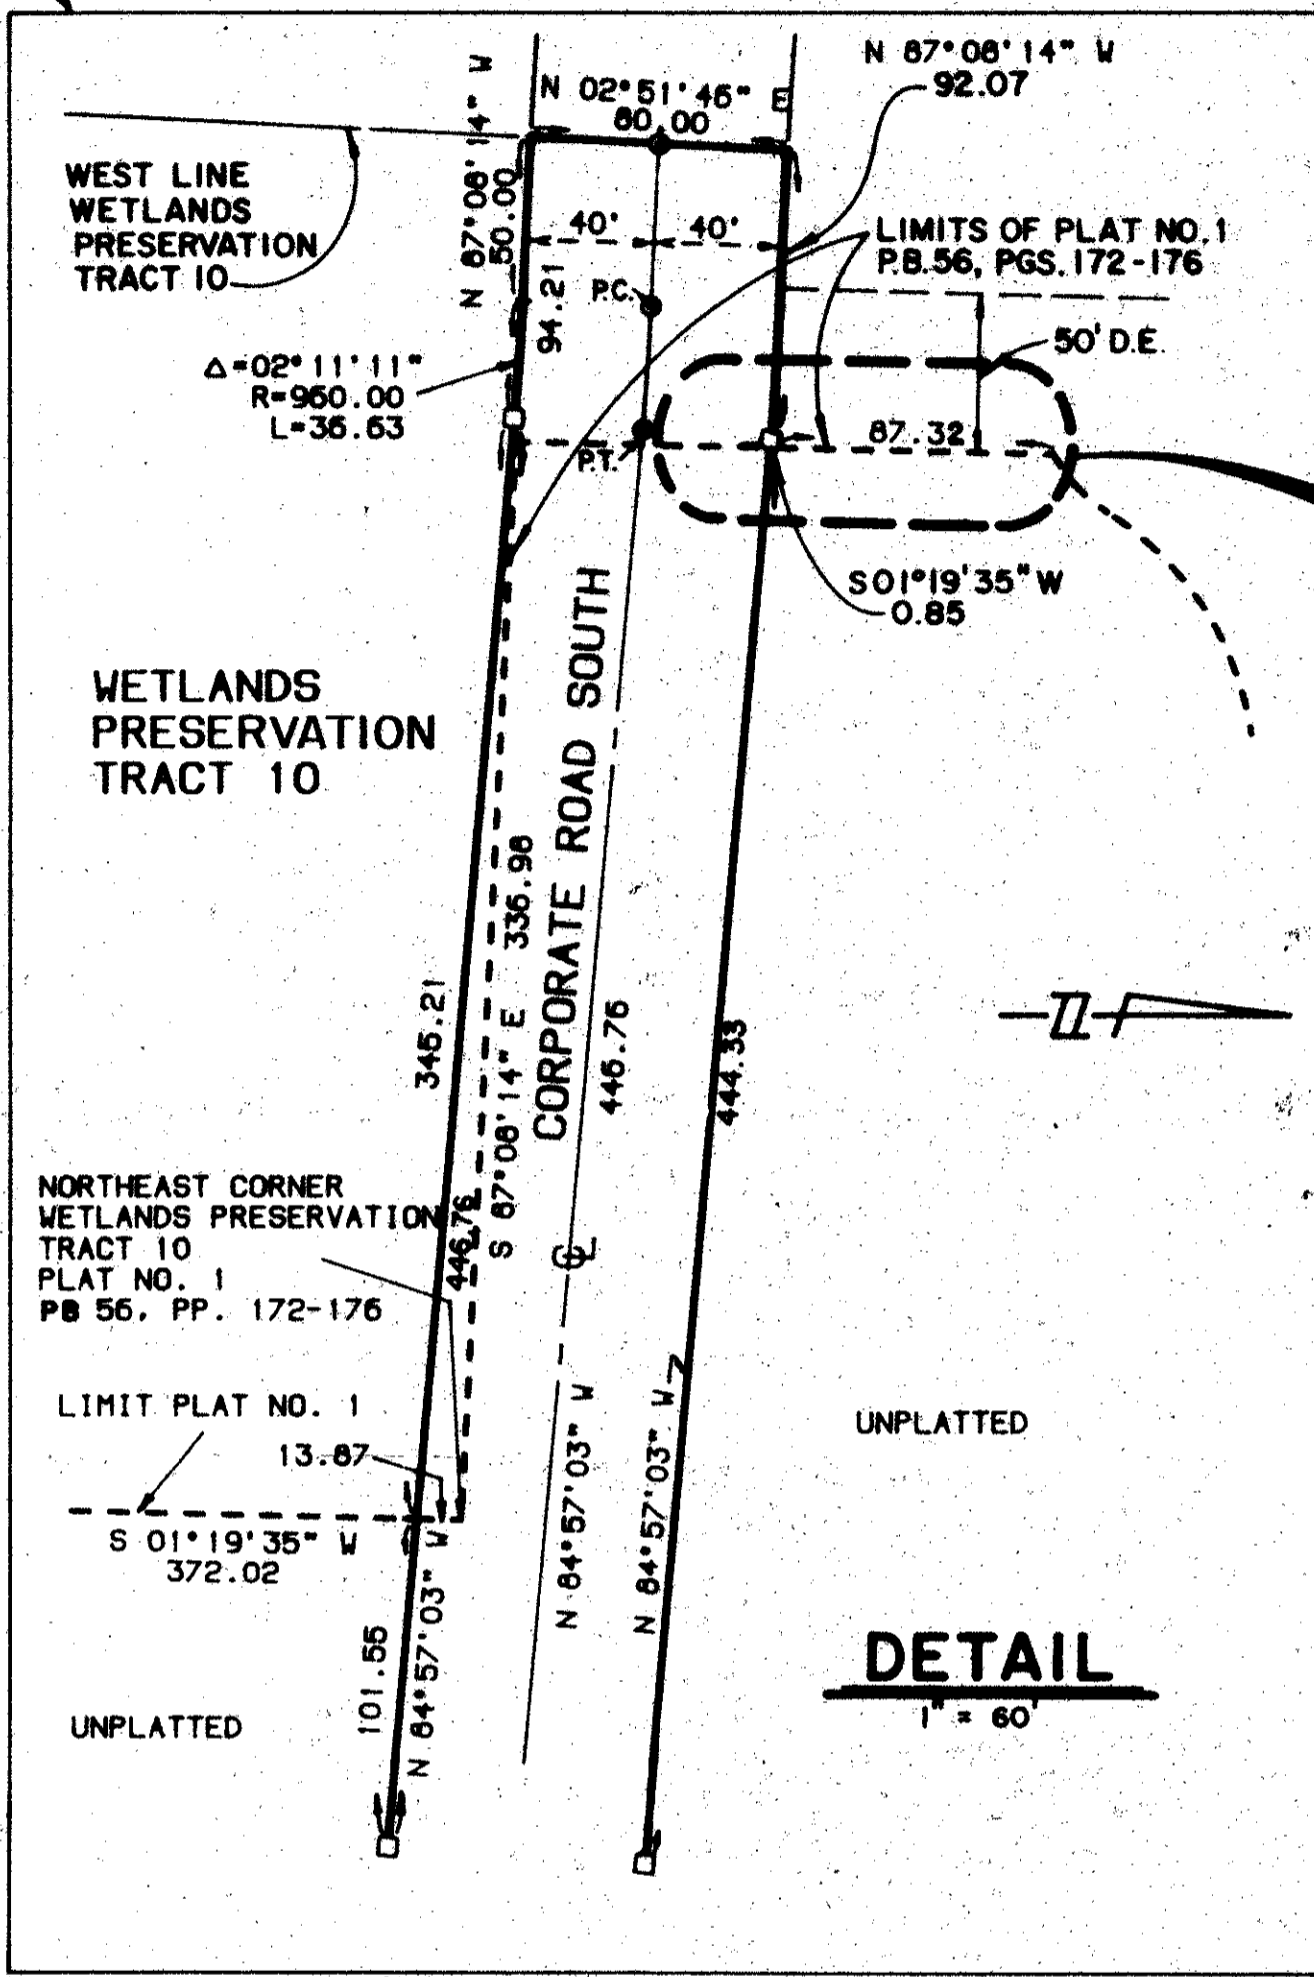 N 87°08'14" W
92.07
N 02°51'46" E
80.00
N 87°08'14" W
50.00
WEST LINE
WETLANDS
PRESERVATION
TRACT 10
40'
40'
LIMITS OF PLAT NO.1
P.B.56, PGS.172-176
94.21
P.C.
50' D.E.
Δ=02°11'11"
R=960.00
L=36.63
87.32
P.T.
S01°19'35"W
0.85
WETLANDS
PRESERVATION
TRACT 10
CORPORATE ROAD SOUTH
S 87°08'14" E 336.98
345.21
446.76
444.33
N
NORTHEAST CORNER
WETLANDS PRESERVATION
TRACT 10
PLAT NO. 1
PB 56, PP. 172-176
446.76
LIMIT PLAT NO. 1
13.87
N 84°57'03" W
N 84°57'03" W
UNPLATTED
S 01°19'35" W
372.02
101.55
N 84°57'03" W
UNPLATTED
DETAIL
1" = 60'